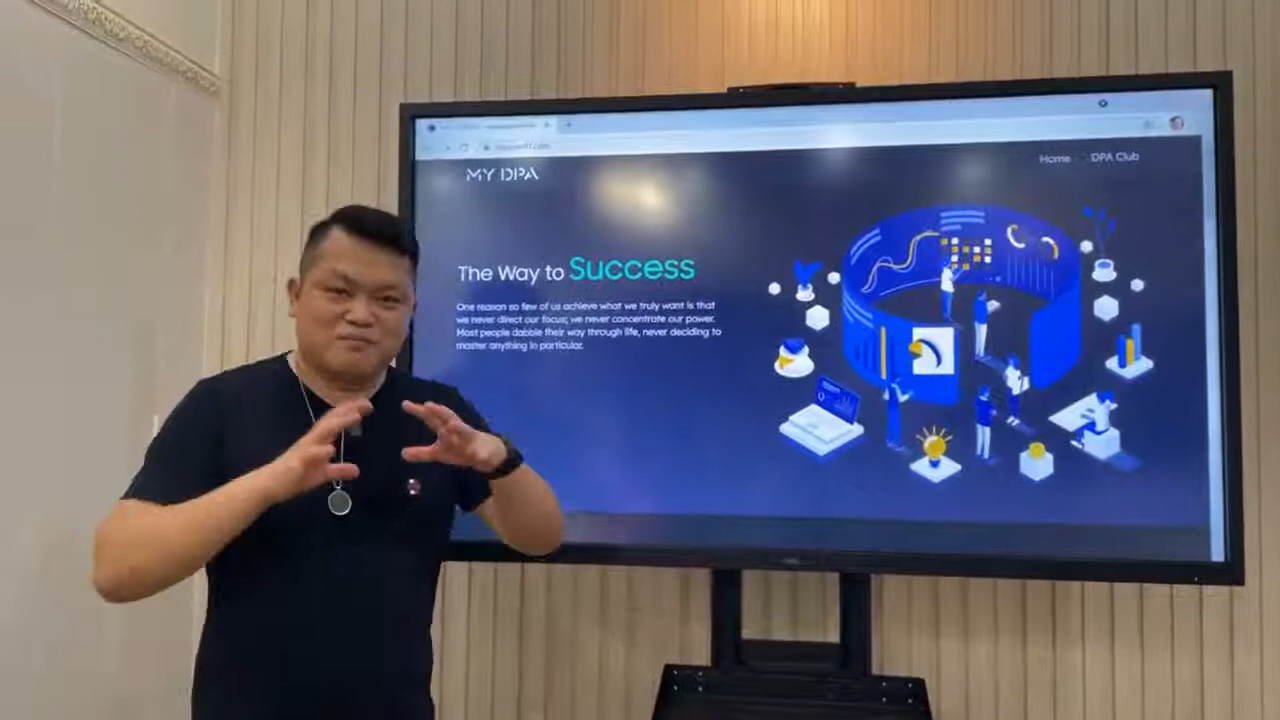 MY DPA
Home
DPA Club
The Way to Success
One reason so few of us achieve what we truly want is that
we never direct our focus; we never concentrate our power.
Most people dabble their way through life, never deciding to
master anything in particular.